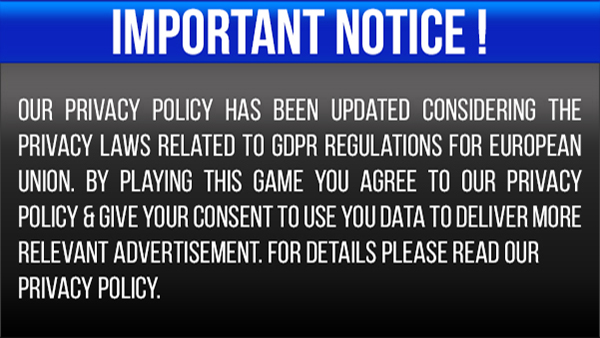 IMPORTANT NOTICE !
OUR PRIVACY POLICY HAS BEEN UPDATED CONSIDERING THE
PRIVACY LAWS RELATED TO GDPR REGULATIONS FOR EUROPEAN
UNION. BY PLAYING THIS GAME YOU AGREE TO OUR PRIVACY
POLICY & GIVE YOUR CONSENT TO USE YOU DATA TO DELIVER MORE
RELEVANT ADVERTISEMENT. FOR DETAILS PLEASE READ OUR
PRIVACY POLICY.